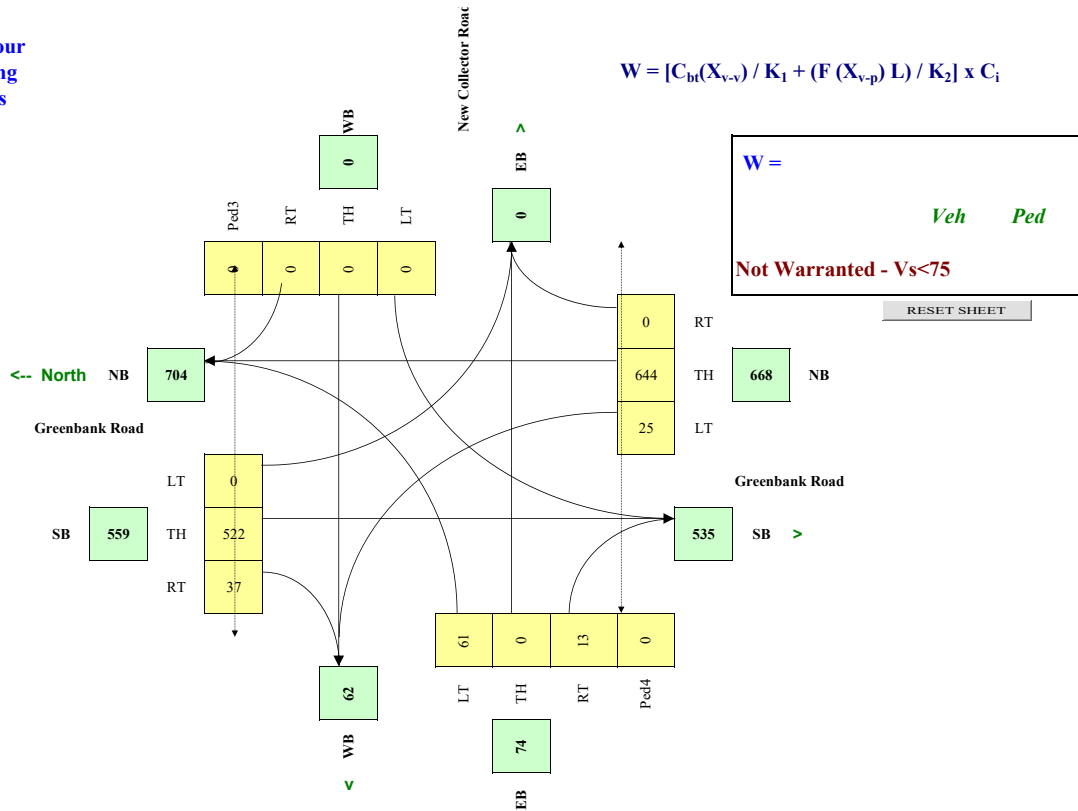 New Collector Road
W = [Cbt(Xv-v) / K1 + (F (Xv-p) L) / K2] x Ci
WB
0
^
EB
0
W =
Veh Ped
Not Warranted - Vs<75
RESET SHEET
Ped3 RT TH LT
0 0 0 0
0 RT
644 TH 668 NB
25 LT
<-- North NB 704
Greenbank Road
LT 0
SB 559 TH 522
RT 37
Greenbank Road
535 SB >
61 0 13 0
LT TH RT Ped4
62
WB
v
74
EB